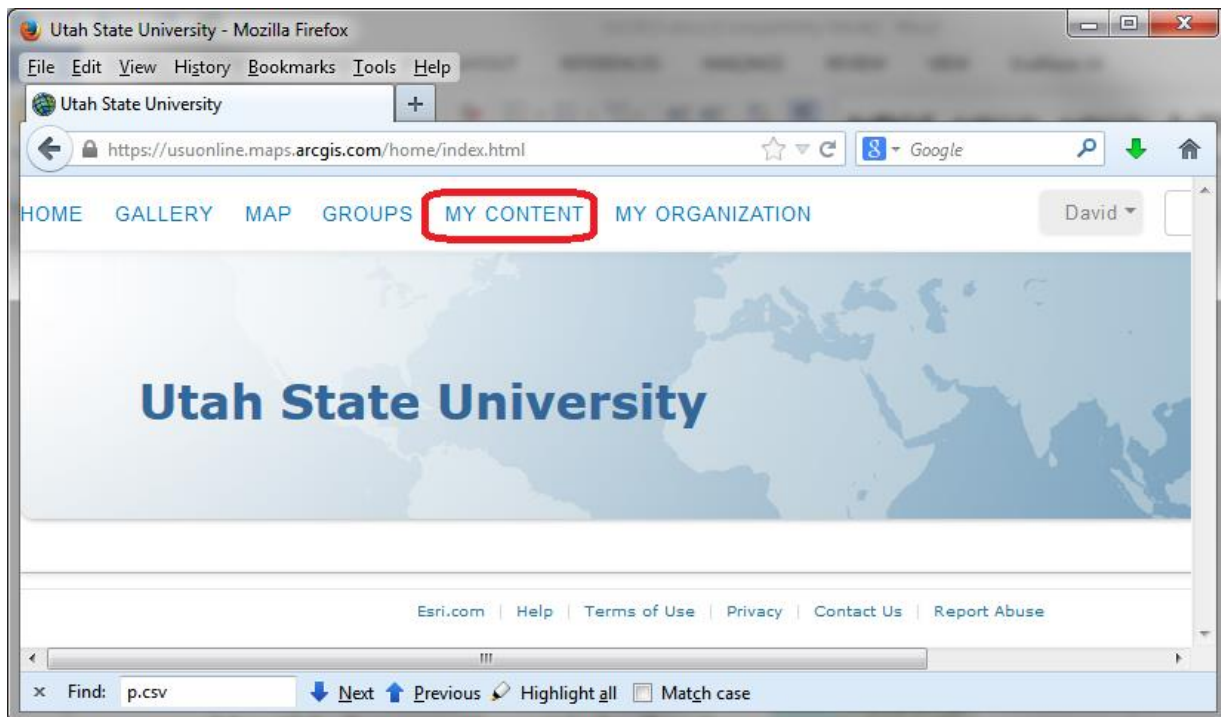 Utah State University - Mozilla Firefox
File Edit View History Bookmarks Tools Help
Utah State University +
https://usuonline.maps.arcgis.com/home/index.html 8 Google
HOME GALLERY MAP GROUPS MY CONTENT MY ORGANIZATION David
Utah State University
Esri.com | Help | Terms of Use | Privacy | Contact Us | Report Abuse
x Find: p.csv Next Previous Highlight all Match case